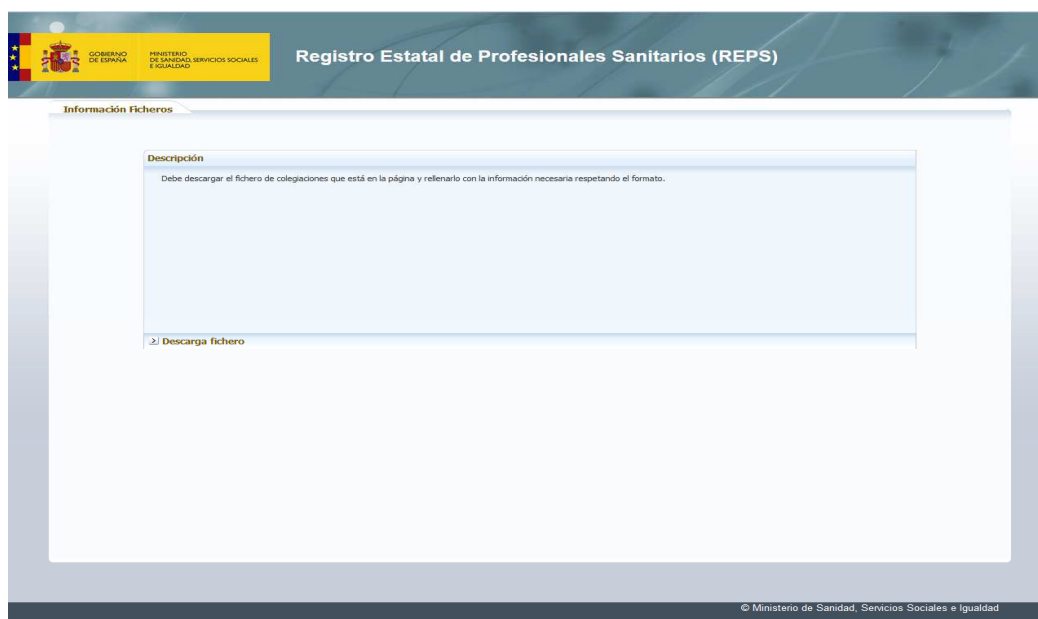 GOBIERNO
DE ESPAÑA
MINISTERIO
DE SANIDAD, SERVICIOS SOCIALES
E IGUALDAD
Registro Estatal de Profesionales Sanitarios (REPS)
Información Ficheros
Descripción
Debe descargar el fichero de colegiaciones que está en la página y rellenarlo con la información necesaria respetando el formato.
Descarga fichero
© Ministerio de Sanidad, Servicios Sociales e Igualdad